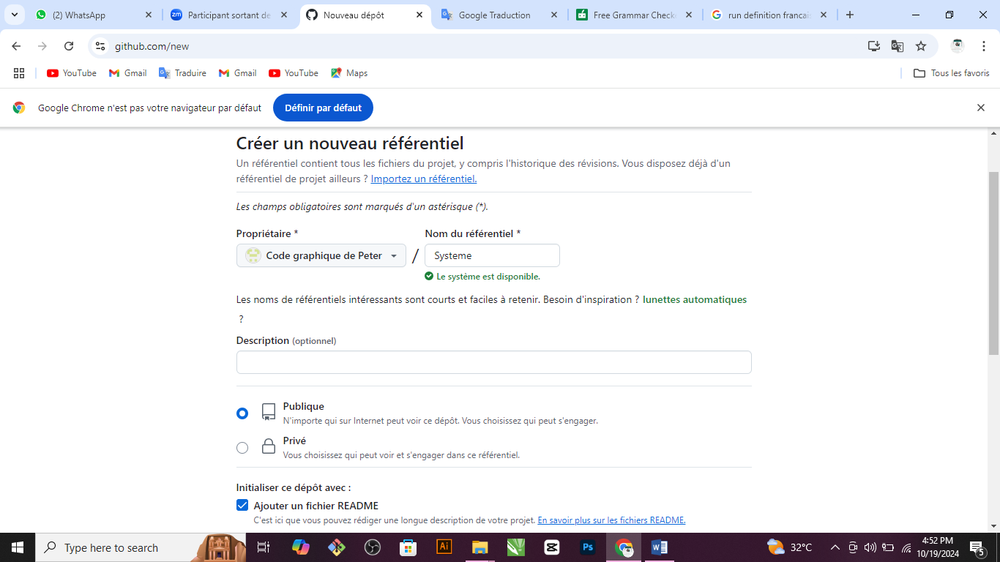 (2) WhatsApp
Participant sortant de
Nouveau dépôt
Google Traduction
Free Grammar Checke
run definition francais
github.com/new
YouTube
Gmail
Traduire
Gmail
YouTube
Maps
Tous les favoris
Google Chrome n'est pas votre navigateur par défaut
Définir par défaut
Créer un nouveau référentiel
Un référentiel contient tous les fichiers du projet, y compris l'historique des révisions. Vous disposez déjà d'un
référentiel de projet ailleurs ? Importez un référentiel.
Les champs obligatoires sont marqués d'un astérisque (*).
Propriétaire * Nom du référentiel *
Code graphique de Peter / Systeme
Le système est disponible.
Les noms de référentiels intéressants sont courts et faciles à retenir. Besoin d'inspiration ? lunettes automatiques
?
Description (optionnel)
Publique
N'importe qui sur Internet peut voir ce dépôt. Vous choisissez qui peut s'engager.
Privé
Vous choisissez qui peut voir et s'engager dans ce référentiel.
Initialiser ce dépôt avec :
Ajouter un fichier README
C'est ici que vous pouvez rédiger une longue description de votre projet. En savoir plus sur les fichiers README.
Type here to search
32°C
4:52 PM
10/19/2024
5